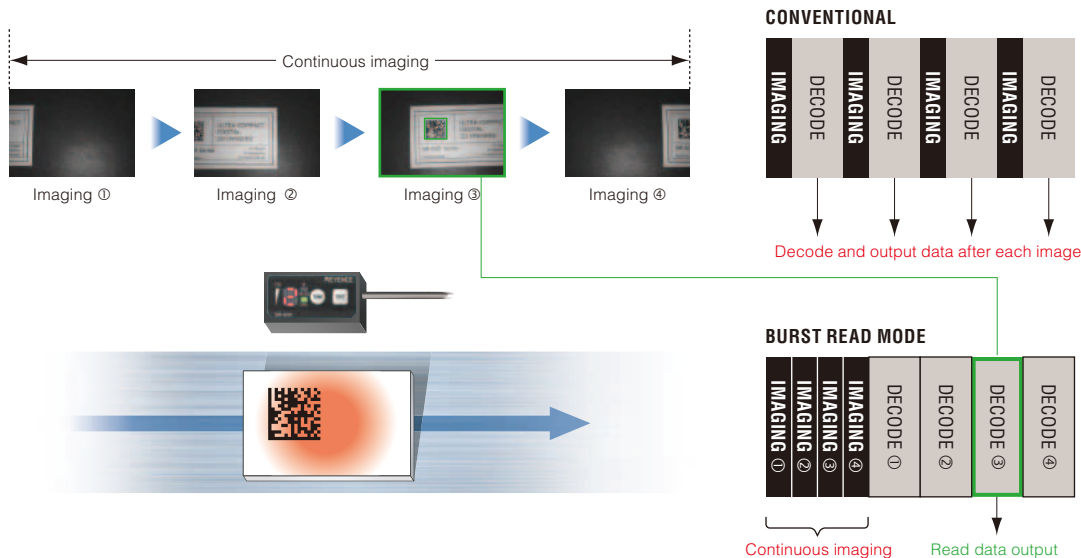 Continuous imaging
Imaging ①
Imaging ②
Imaging ③
Imaging ④
KEYENCE
CONVENTIONAL
IMAGING
DECODE
IMAGING
DECODE
IMAGING
DECODE
IMAGING
DECODE
Decode and output data after each image
BURST READ MODE
IMAGING ①
IMAGING ②
IMAGING ③
IMAGING ④
DECODE ①
DECODE ②
DECODE ③
DECODE ④
Continuous imaging
Read data output